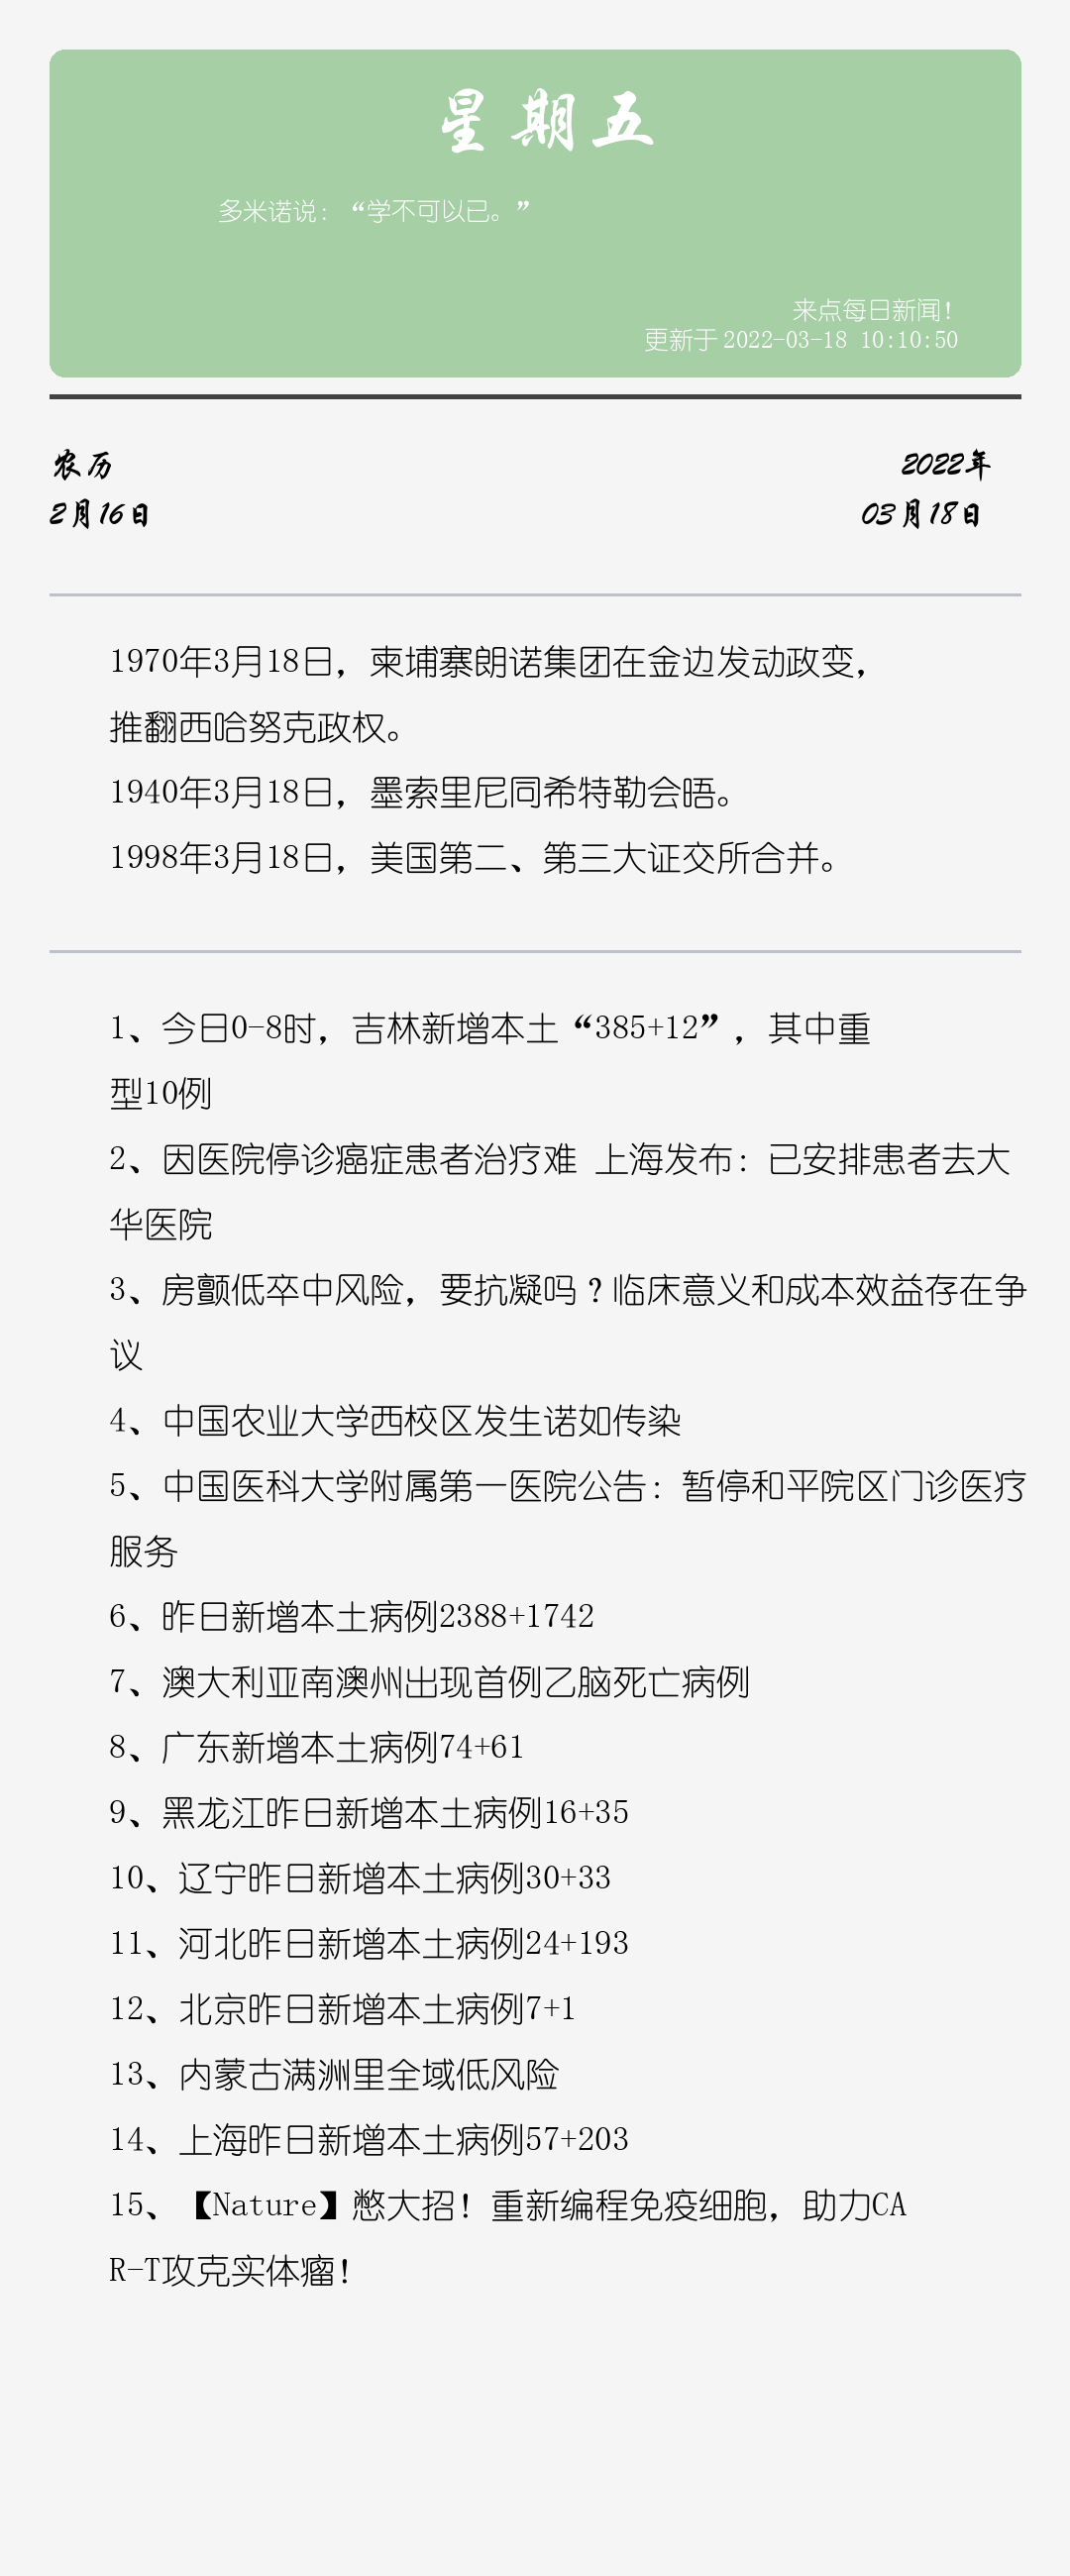 星期五
多米诺说：“学不可以已。”
来点每日新闻！
更新于 2022-03-18 10:10:50
农历
2022年
2月16日
03月18日
1970年3月18日，柬埔寨朗诺集团在金边发动政变，
推翻西哈努克政权。
1940年3月18日，墨索里尼同希特勒会晤。
1998年3月18日，美国第二、第三大证交所合并。
1、今日0-8时，吉林新增本土“385+12”，其中重
型10例
2、因医院停诊癌症患者治疗难 上海发布：已安排患者去大
华医院
3、房颤低卒中风险，要抗凝吗？临床意义和成本效益存在争
议
4、中国农业大学西校区发生诺如传染
5、中国医科大学附属第一医院公告：暂停和平院区门诊医疗
服务
6、昨日新增本土病例2388+1742
7、澳大利亚南澳州出现首例乙脑死亡病例
8、广东新增本土病例74+61
9、黑龙江昨日新增本土病例16+35
10、辽宁昨日新增本土病例30+33
11、河北昨日新增本土病例24+193
12、北京昨日新增本土病例7+1
13、内蒙古满洲里全域低风险
14、上海昨日新增本土病例57+203
15、【Nature】憋大招！重新编程免疫细胞，助力CA
R-T攻克实体瘤！